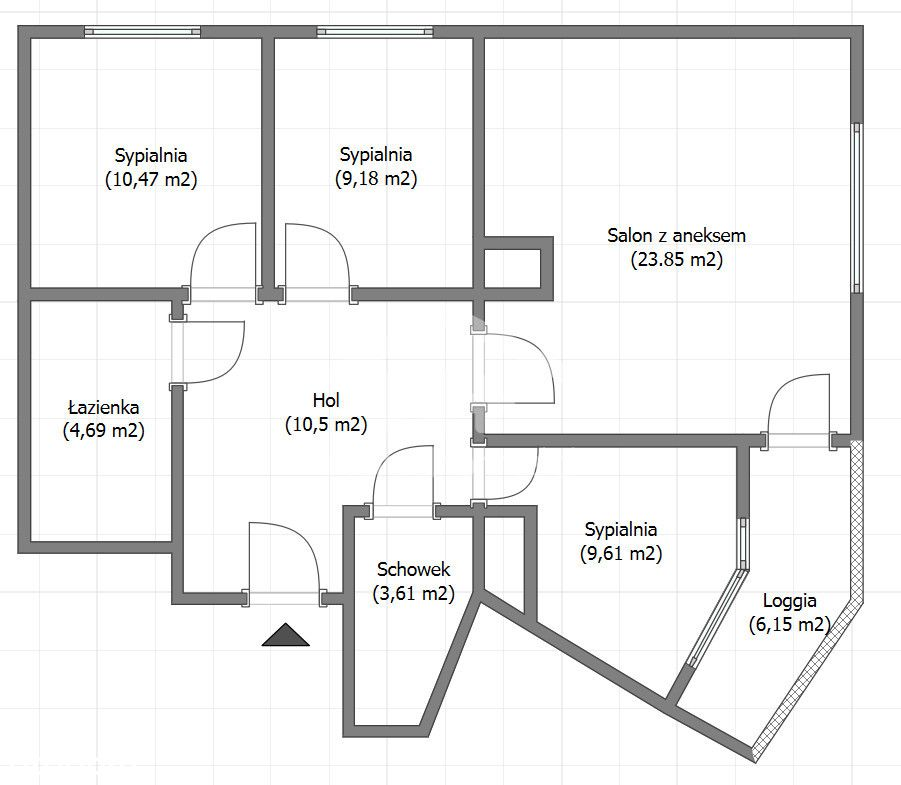 Sypialnia
(10,47 m2)
Sypialnia
(9,18 m2)
Salon z aneksem
(23.85 m2)
Łazienka
(4,69 m2)
Hol
(10,5 m2)
Sypialnia
(9,61 m2)
Schowek
(3,61 m2)
Loggia
(6,15 m2)